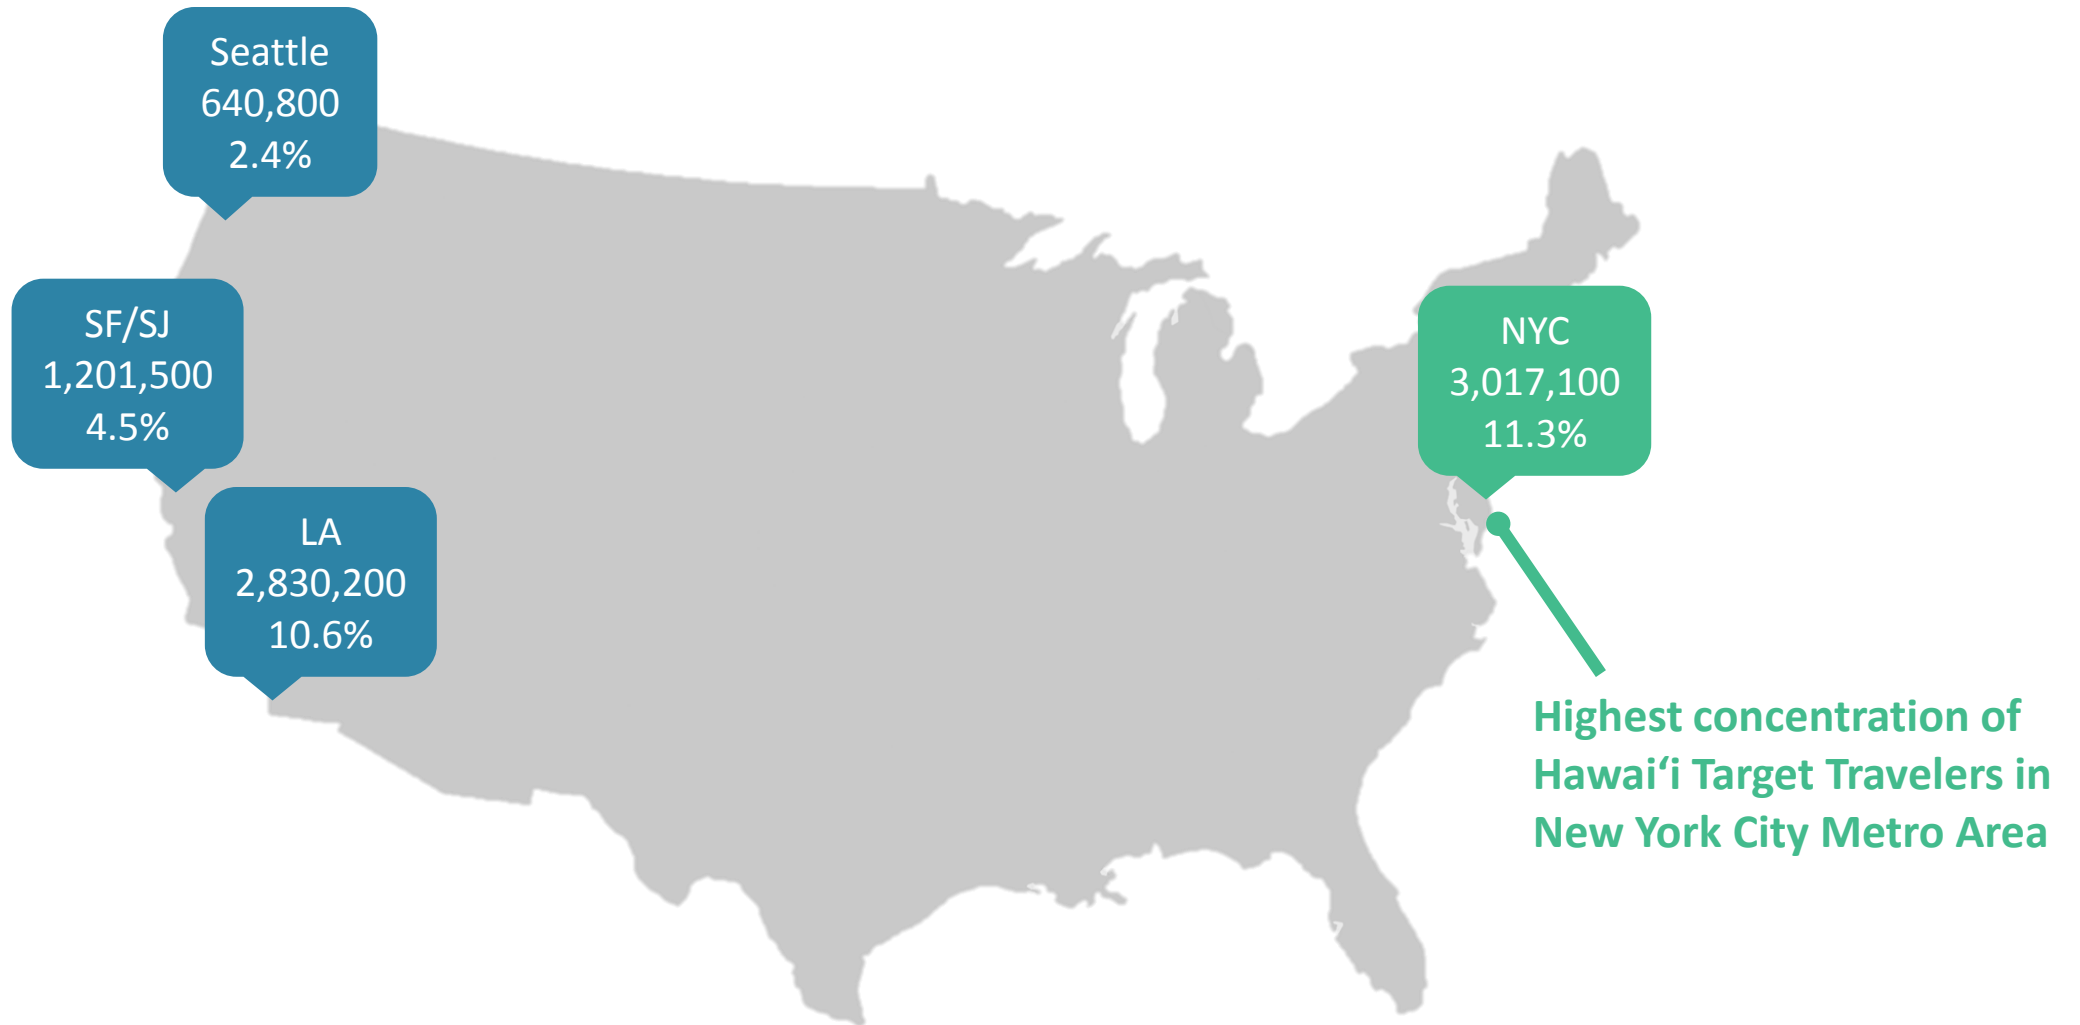 Seattle
640,800
2.4%
SF/SJ
1,201,500
4.5%
LA
2,830,200
10.6%
NYC
3,017,100
11.3%
Highest concentration of
Hawai‘i Target Travelers in
New York City Metro Area